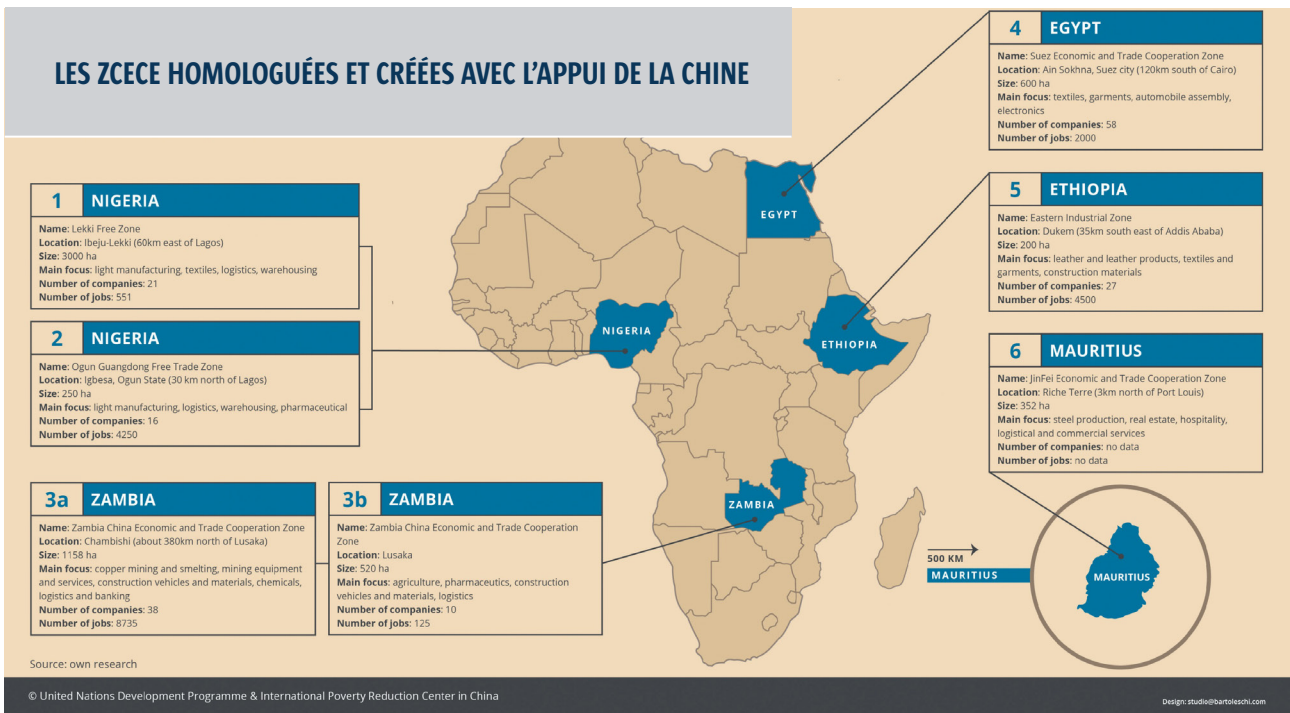 LES ZCECE HOMOLOGUÉES ET CRÉÉES AVEC L'APPUI DE LA CHINE
1 NIGERIA
Name: Lekki Free Zone
Location: Ibeju-Lekki (60km east of Lagos)
Size: 3000 ha
Main focus: light manufacturing, textiles, logistics, warehousing
Number of companies: 21
Number of jobs: 551
2 NIGERIA
Name: Ogun Guangdong Free Trade Zone
Location: Igbesa, Ogun State (30 km north of Lagos)
Size: 250 ha
Main focus: light manufacturing, logistics, warehousing, pharmaceutical
Number of companies: 16
Number of jobs: 4250
3a ZAMBIA
Name: Zambia China Economic and Trade Cooperation Zone
Location: Chambishi (about 380km north of Lusaka)
Size: 1158 ha
Main focus: copper mining and smelting, mining equipment
and services, construction vehicles and materials, chemicals,
logistics and banking
Number of companies: 38
Number of jobs: 8735
3b ZAMBIA
Name: Zambia China Economic and Trade Cooperation
Zone
Location: Lusaka
Size: 520 ha
Main focus: agriculture, pharmaceutics, construction
vehicles and materials, logistics
Number of companies: 10
Number of jobs: 125
4 EGYPT
Name: Suez Economic and Trade Cooperation Zone
Location: Ain Sokhna, Suez city (120km south of Cairo)
Size: 600 ha
Main focus: textiles, garments, automobile assembly,
electronics
Number of companies: 58
Number of jobs: 2000
5 ETHIOPIA
Name: Eastern Industrial Zone
Location: Dukem (35km south east of Addis Ababa)
Size: 200 ha
Main focus: leather and leather products, textiles and
garments, construction materials
Number of companies: 27
Number of jobs: 4500
6 MAURITIUS
Name: JinFei Economic and Trade Cooperation Zone
Location: Riche Terre (3km north of Port Louis)
Size: 352 ha
Main focus: steel production, real estate, hospitality,
logistical and commercial services
Number of companies: no data
Number of jobs: no data
EGYPT
NIGERIA
ETHIOPIA
ZAMBIA
500 KM
MAURITIUS
MAURITIUS
Source: own research
© United Nations Development Programme & International Poverty Reduction Center in China
Design: studio@bartoleschi.com